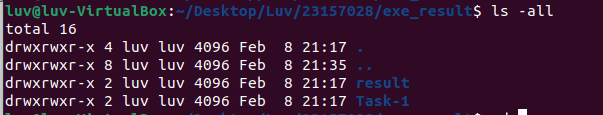 luv@luv-VirtualBox:~/Desktop/Luv/23157028/exe_result$ ls -all
total 16
drwxrwxr-x 4 luv luv 4096 Feb  8 21:17 .
drwxrwxr-x 8 luv luv 4096 Feb  8 21:35 ..
drwxrwxr-x 2 luv luv 4096 Feb  8 21:17 result
drwxrwxr-x 2 luv luv 4096 Feb  8 21:17 Task-1